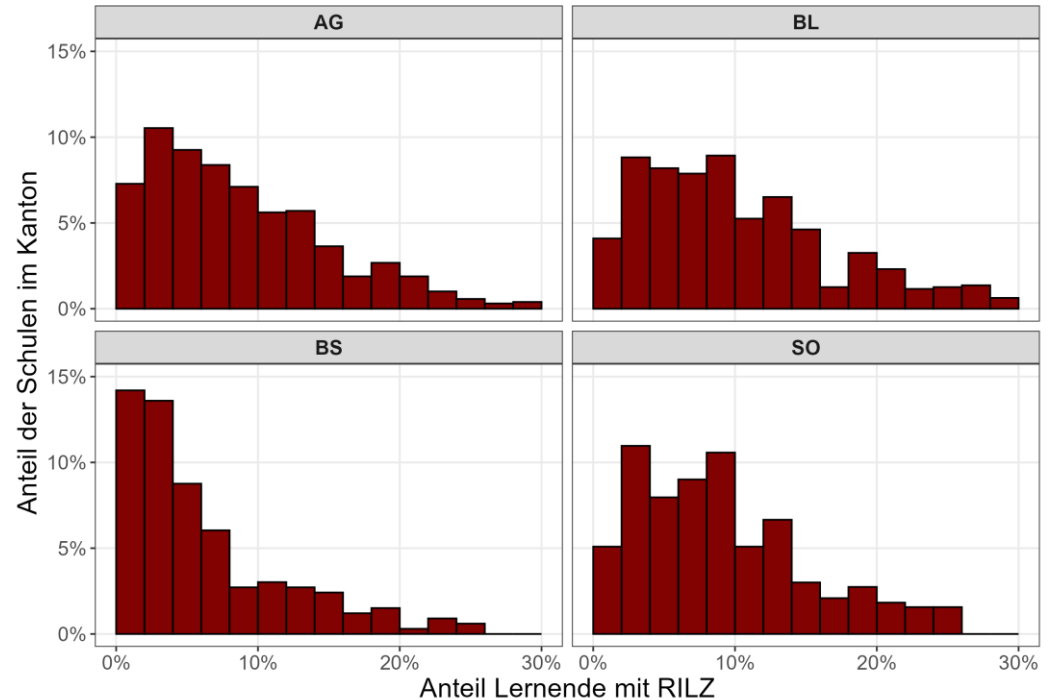 AG
BL
15%
10%
5%
0%
BS
SO
15%
10%
5%
0%
0%
10%
20%
30%
0%
10%
20%
30%
Anteil Lernende mit RILZ
Anteil der Schulen im Kanton